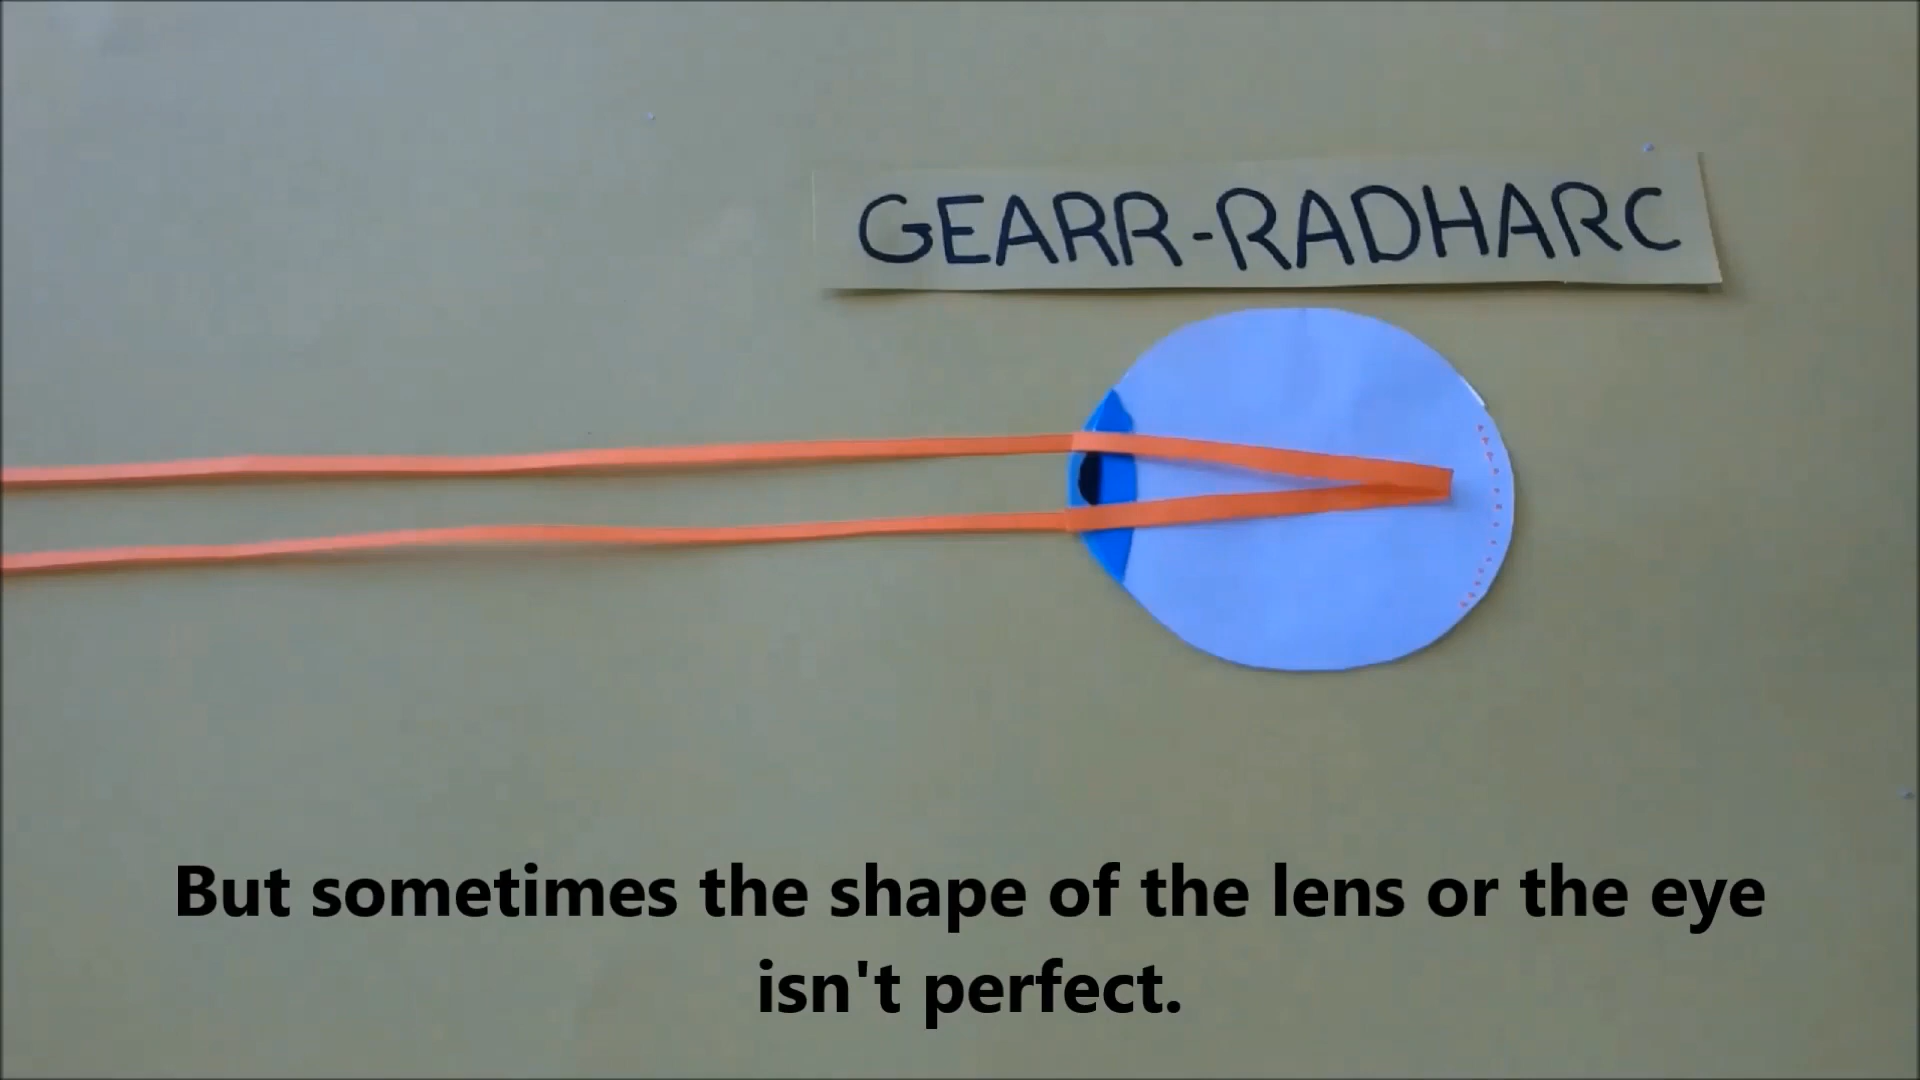 GEARR-RADHARC
But sometimes the shape of the lens or the eye
isn't perfect.